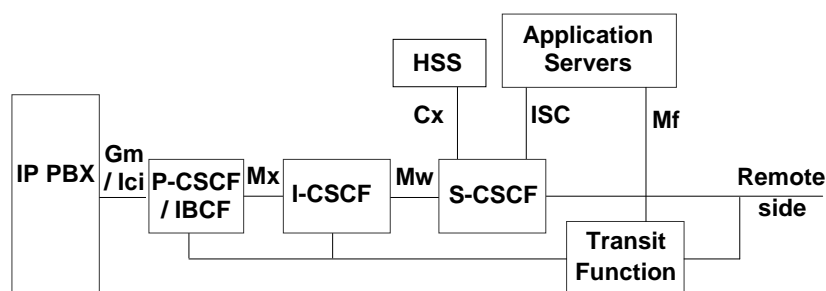 Application
Servers
HSS
Cx
ISC
Mf
IP PBX
Gm
/ Ici
P-CSCF
/ IBCF
Mx
I-CSCF
Mw
S-CSCF
Remote
side
Transit
Function